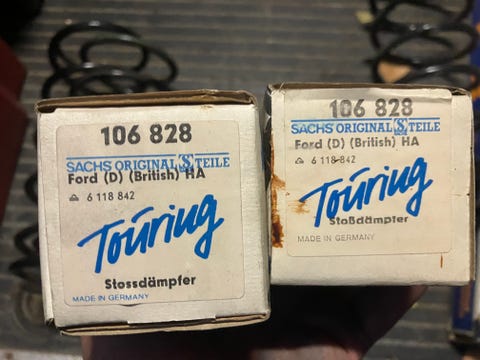 106 828
SACHS ORIGINAL S TEILE
Ford (D) (British) HA
6 118 842
Touring
Stossdämpfer
MADE IN GERMANY
106 828
SACHS ORIGINAL S TEILE
Ford (D) (British) HA
6 118 842
Touring
Stoßdämpfer
MADE IN GERMANY